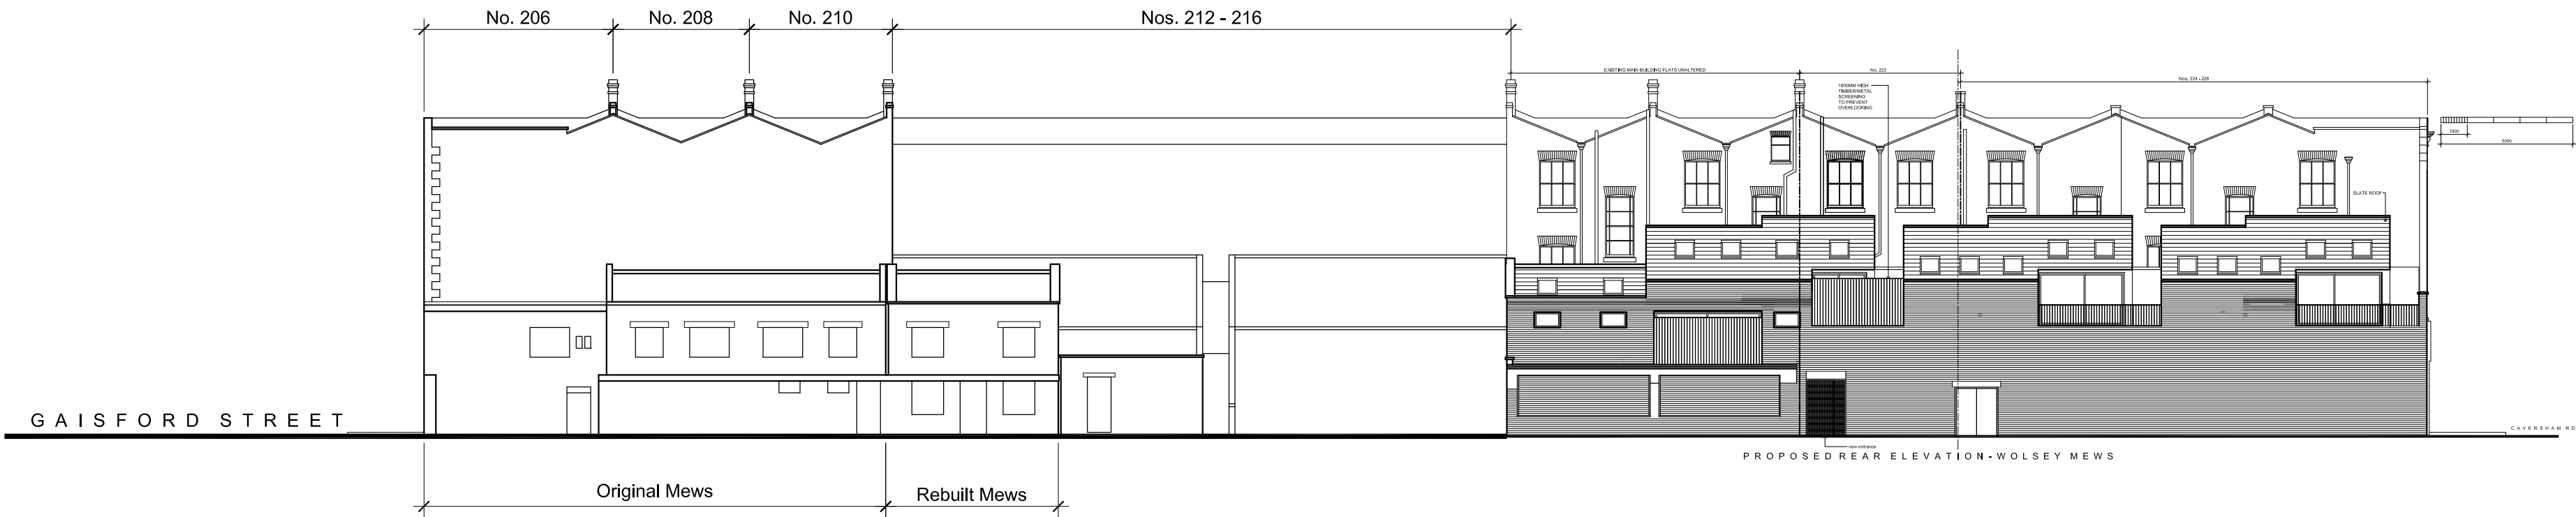 No. 206
No. 208
No. 210
Nos. 212 - 216
EXISTING MAIN BUILDING FLATS UNALTERED
No. 222
Nos. 224 - 228
1800MM HIGH
TIMBER/METAL
SCREENING
TO PREVENT
OVERLOOKING
1000
5000
SLATE ROOF
GAISFORD STREET
CAVERSHAM RD
new entrance
PROPOSED REAR ELEVATION - WOLSEY MEWS
Original Mews
Rebuilt Mews